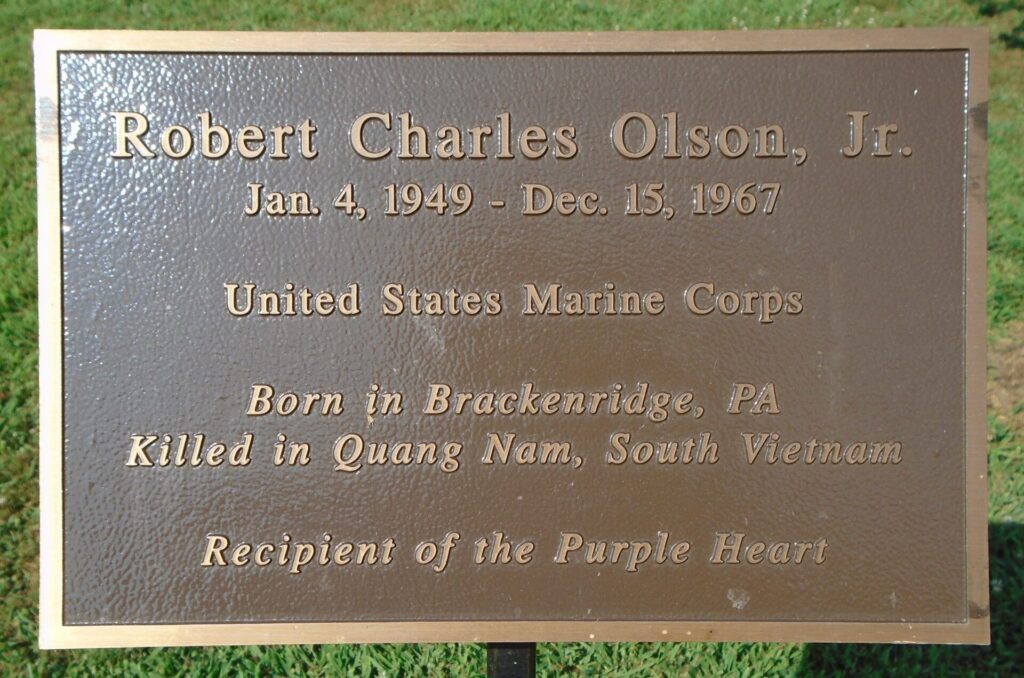 Robert Charles Olson, Jr.
Jan. 4, 1949 - Dec. 15, 1967
United States Marine Corps
Born in Brackenridge, PA
Killed in Quang Nam, South Vietnam
Recipient of the Purple Heart